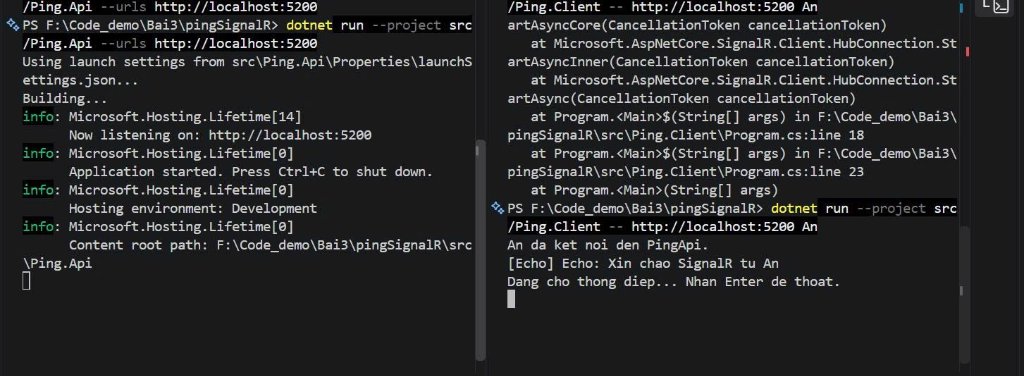 /Ping.Api --urls http://localhost:5200
PS F:\Code_demo\Bai3\pingSignalR> dotnet run --project src
/Ping.Api --urls http://localhost:5200
Using launch settings from src\Ping.Api\Properties\launchS
ettings.json...
Building...
info: Microsoft.Hosting.Lifetime[14]
Now listening on: http://localhost:5200
info: Microsoft.Hosting.Lifetime[0]
Application started. Press Ctrl+C to shut down.
info: Microsoft.Hosting.Lifetime[0]
Hosting environment: Development
info: Microsoft.Hosting.Lifetime[0]
Content root path: F:\Code_demo\Bai3\pingSignalR\src
\Ping.Api
/Ping.Client -- http://localhost:5200 An
artAsyncCore(CancellationToken cancellationToken)
at Microsoft.AspNetCore.SignalR.Client.HubConnection.St
artAsyncInner(CancellationToken cancellationToken)
at Microsoft.AspNetCore.SignalR.Client.HubConnection.St
artAsync(CancellationToken cancellationToken)
at Program.<Main>$(String[] args) in F:\Code_demo\Bai3\
pingSignalR\src\Ping.Client\Program.cs:line 18
at Program.<Main>$(String[] args) in F:\Code_demo\Bai3\
pingSignalR\src\Ping.Client\Program.cs:line 23
at Program.<Main>(String[] args)
PS F:\Code_demo\Bai3\pingSignalR> dotnet run --project src
/Ping.Client -- http://localhost:5200 An
An da ket noi den PingApi.
[Echo] Echo: Xin chao SignalR tu An
Dang cho thong diep... Nhan Enter de thoat.